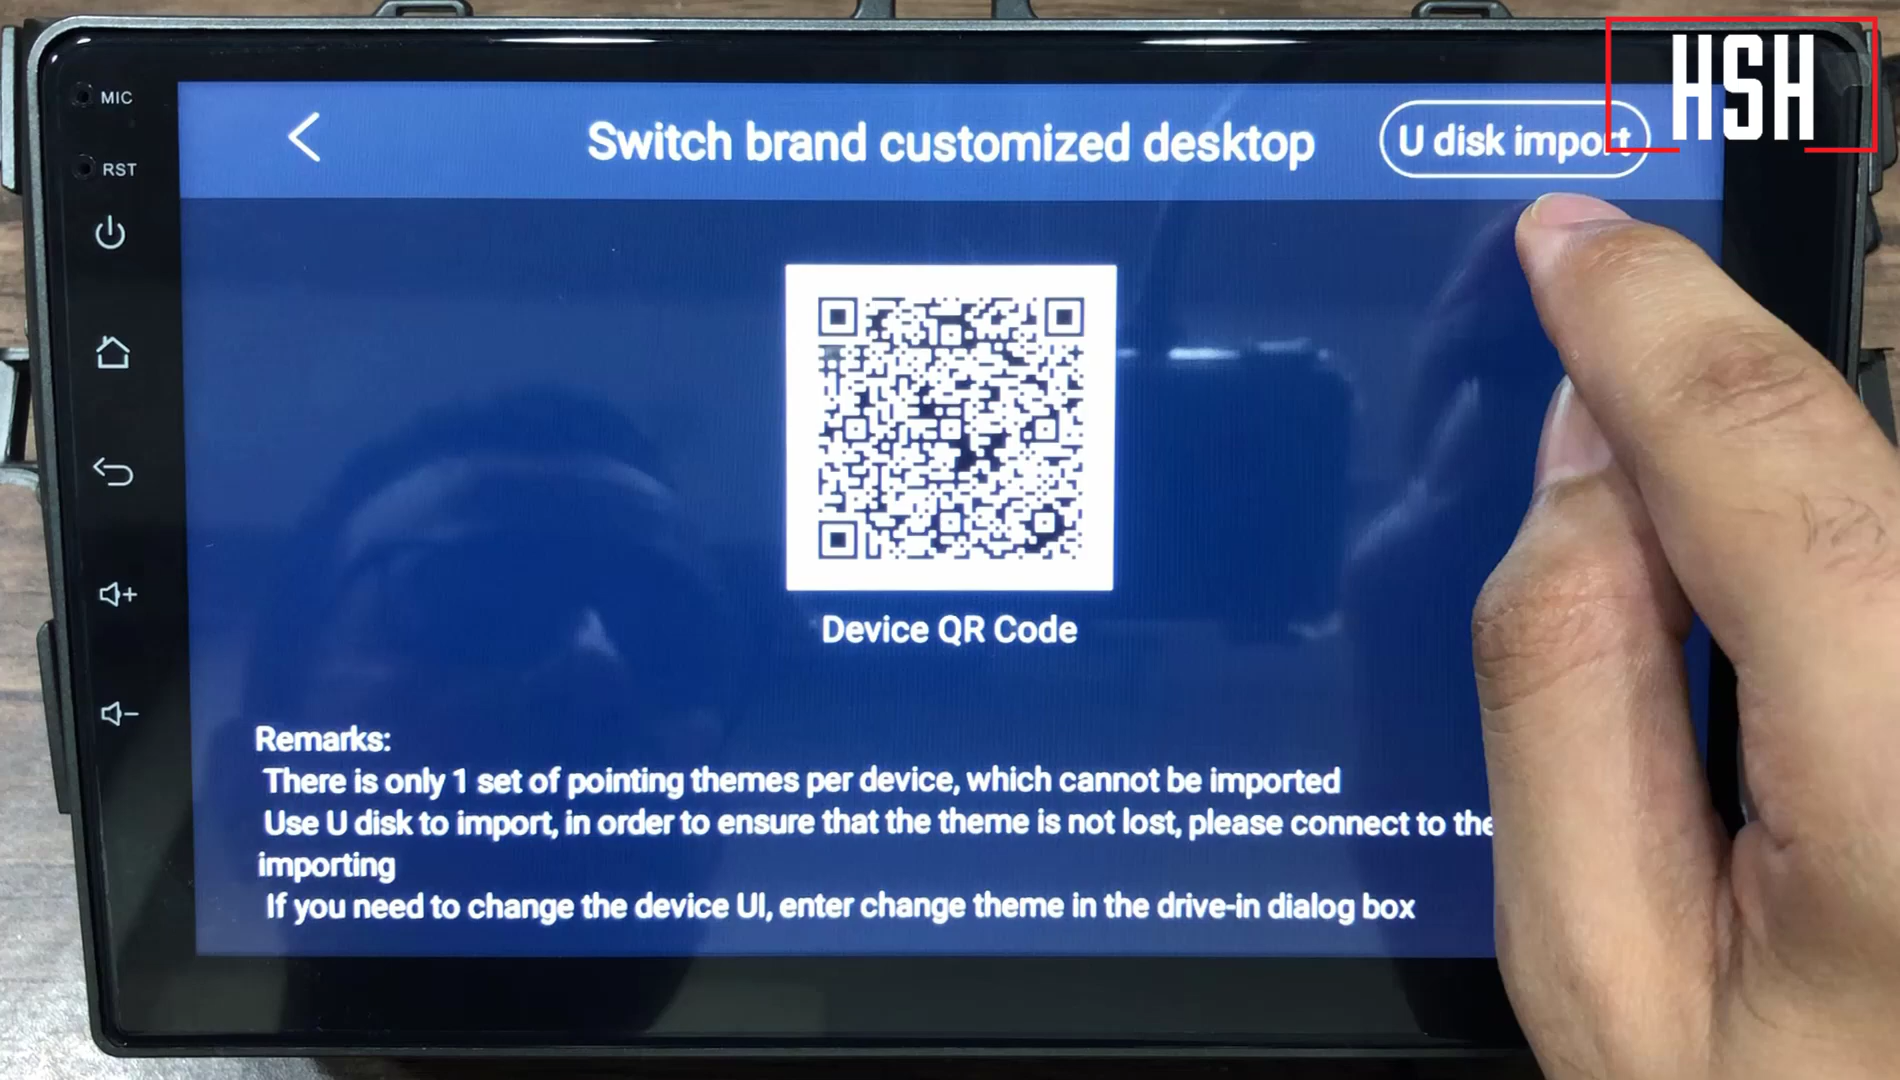 HSH
MIC
RST
Switch brand customized desktop
U disk import
Device QR Code
Remarks:
There is only 1 set of pointing themes per device, which cannot be imported
Use U disk to import, in order to ensure that the theme is not lost, please connect to the
importing
If you need to change the device UI, enter change theme in the drive-in dialog box